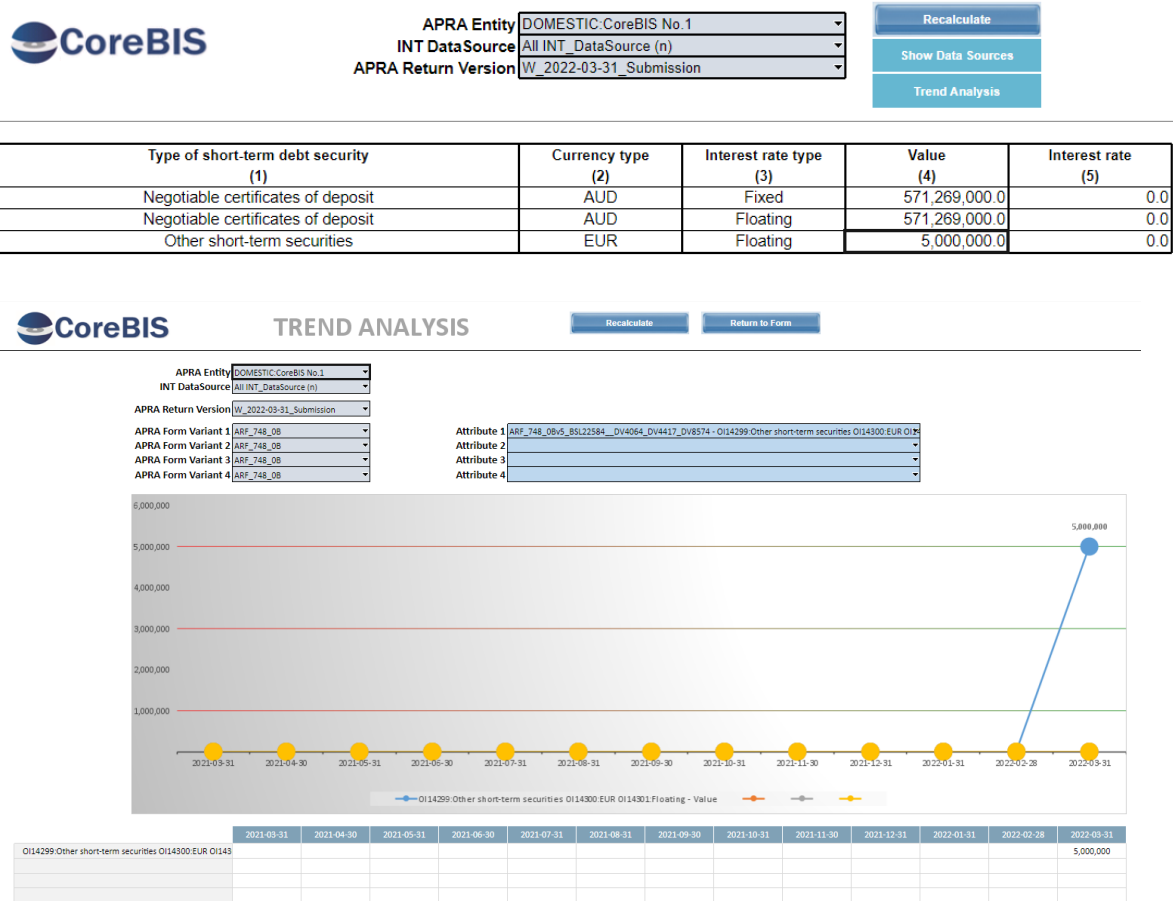 CoreBIS
APRA Entity DOMESTIC:CoreBIS No.1
INT DataSource All INT_DataSource (n)
APRA Return Version W_2022-03-31_Submission
Recalculate
Show Data Sources
Trend Analysis
Type of short-term debt security Currency type Interest rate type Value Interest rate
(1) (2) (3) (4) (5)
Negotiable certificates of deposit AUD Fixed 571,269,000.0 0.0
Negotiable certificates of deposit AUD Floating 571,269,000.0 0.0
Other short-term securities EUR Floating 5,000,000.0 0.0
CoreBIS TREND ANALYSIS Recalculate Return to Form
APRA Entity DOMESTIC:CoreBIS No.1
INT DataSource All INT_DataSource (n)
APRA Return Version W_2022-03-31_Submission
APRA Form Variant 1 ARF_748_0B Attribute 1 ARF_748_0Bv5_BSL22584__DV4064_DV4417_DV8574 - OI14299:Other short-term securities OI14300:EUR
APRA Form Variant 2 ARF_748_0B Attribute 2
APRA Form Variant 3 ARF_748_0B Attribute 3
APRA Form Variant 4 ARF_748_0B Attribute 4
6,000,000
5,000,000
5,000,000
4,000,000
3,000,000
2,000,000
1,000,000
2021-03-31 2021-04-30 2021-05-31 2021-06-30 2021-07-31 2021-08-31 2021-09-30 2021-10-31 2021-11-30 2021-12-31 2022-01-31 2022-02-28 2022-03-31
OI14299:Other short-term securities OI14300:EUR OI14301:Floating - Value
2021-03-31 2021-04-30 2021-05-31 2021-06-30 2021-07-31 2021-08-31 2021-09-30 2021-10-31 2021-11-30 2021-12-31 2022-01-31 2022-02-28 2022-03-31
OI14299:Other short-term securities OI14300:EUR OI143 5,000,000